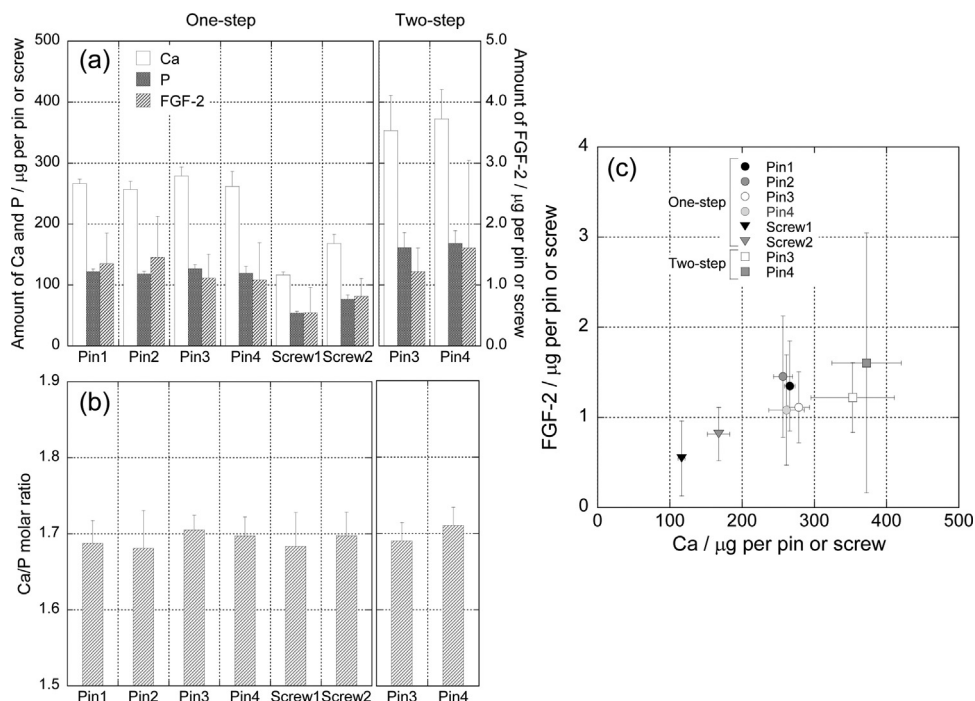 One-step Two-step
(a)
Ca
P
FGF-2
Amount of Ca and P / μg per pin or screw
500
400
300
200
100
0
Amount of FGF-2 / μg per pin or screw
5.0
4.0
3.0
2.0
1.0
0.0
Pin1 Pin2 Pin3 Pin4 Screw1 Screw2 Pin3 Pin4
(b)
Ca/P molar ratio
1.9
1.8
1.7
1.6
1.5
Pin1 Pin2 Pin3 Pin4 Screw1 Screw2 Pin3 Pin4
(c)
One-step
Pin1
Pin2
Pin3
Pin4
Screw1
Screw2
Two-step
Pin3
Pin4
FGF-2 / μg per pin or screw
4
3
2
1
0
0 100 200 300 400 500
Ca / μg per pin or screw